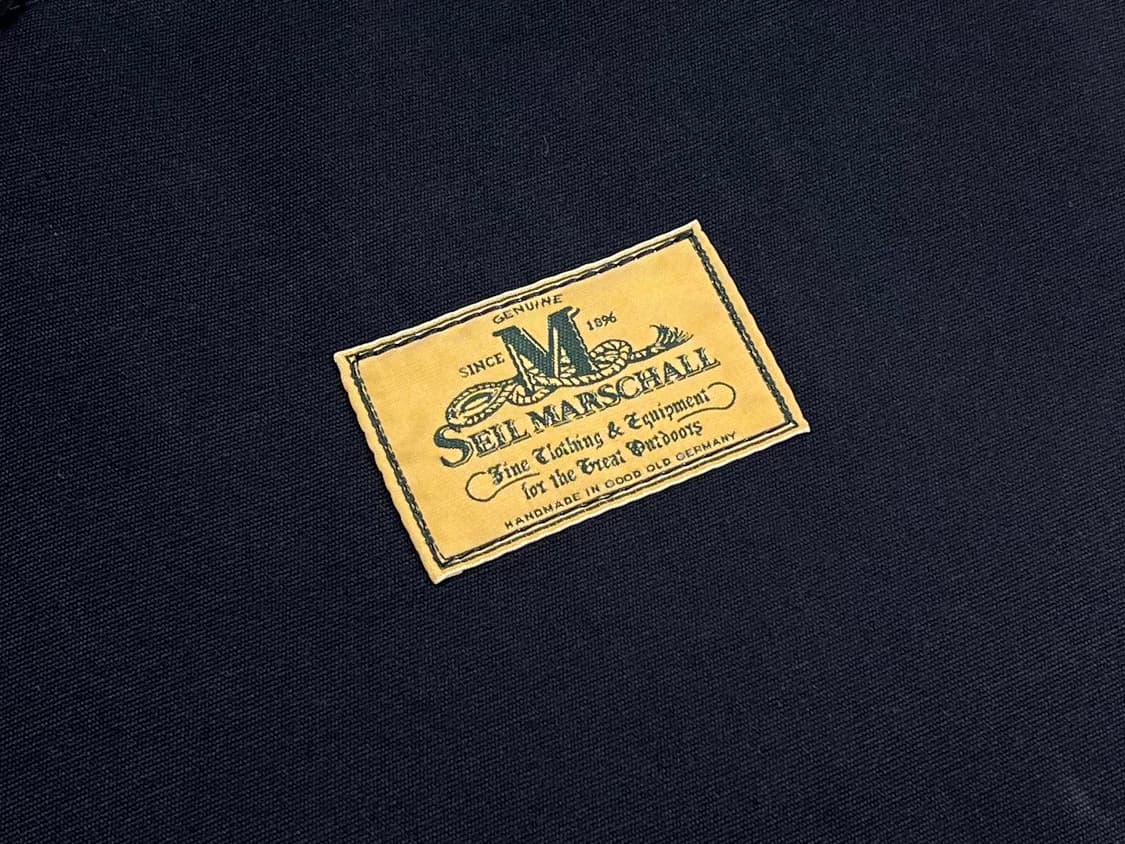 GENUINE
SINCE M 1896
SEIL MARSCHALL
Fine Clothing & Equipment
for the Great Outdoors
HANDMADE IN GOOD OLD GERMANY